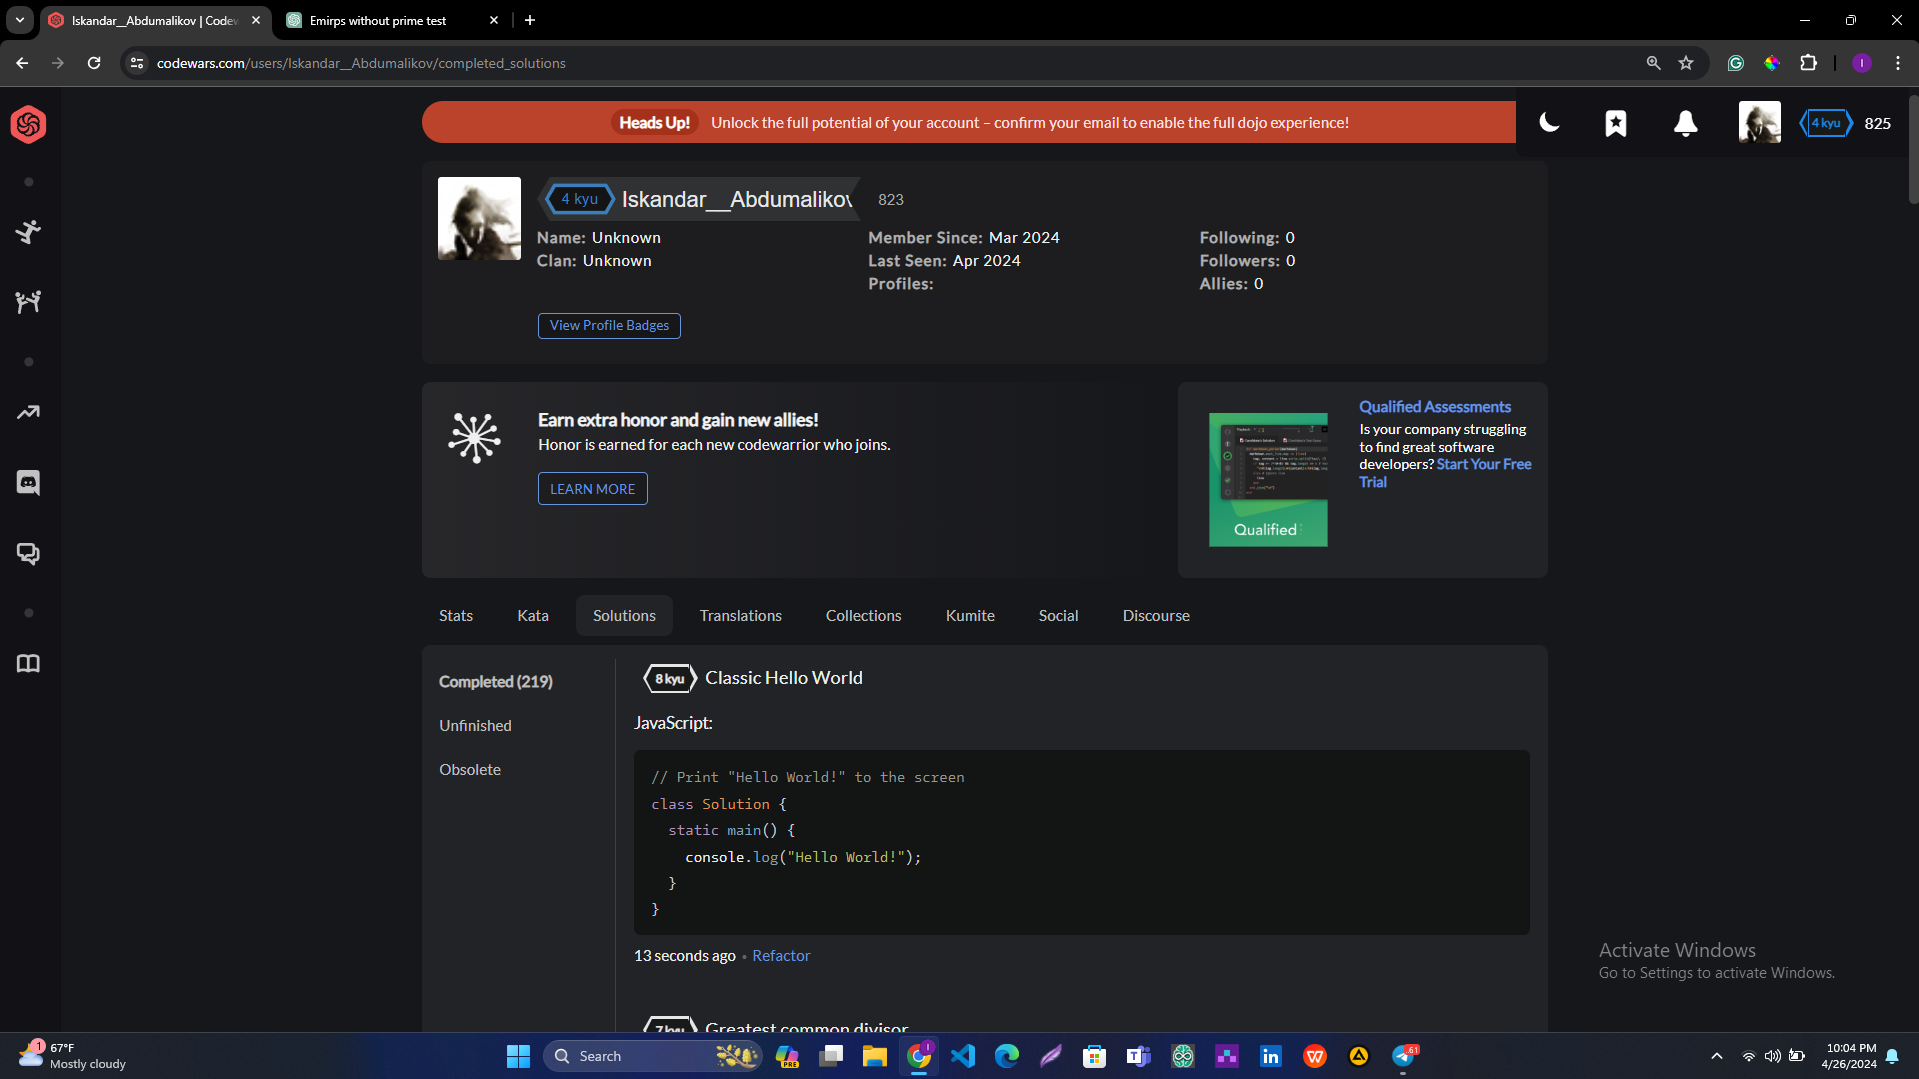 Iskandar__Abdumalikov | Codew
Emirps without prime test
codewars.com/users/Iskandar__Abdumalikov/completed_solutions
Heads Up! Unlock the full potential of your account – confirm your email to enable the full dojo experience!
4 kyu 825
4 kyu Iskandar__Abdumalikov 823
Name: Unknown
Clan: Unknown
Member Since: Mar 2024
Last Seen: Apr 2024
Profiles:
Following: 0
Followers: 0
Allies: 0
View Profile Badges
Earn extra honor and gain new allies!
Honor is earned for each new codewarrior who joins.
LEARN MORE
Qualified
Qualified Assessments
Is your company struggling
to find great software
developers? Start Your Free
Trial
Stats Kata Solutions Translations Collections Kumite Social Discourse
Completed (219)
Unfinished
Obsolete
8 kyu Classic Hello World
JavaScript:
// Print "Hello World!" to the screen
class Solution {
static main() {
console.log("Hello World!");
}
}
13 seconds ago • Refactor
7 kyu Greatest common divisor
Activate Windows
Go to Settings to activate Windows.
1
67°F
Mostly cloudy
Search
PRE
61
10:04 PM
4/26/2024